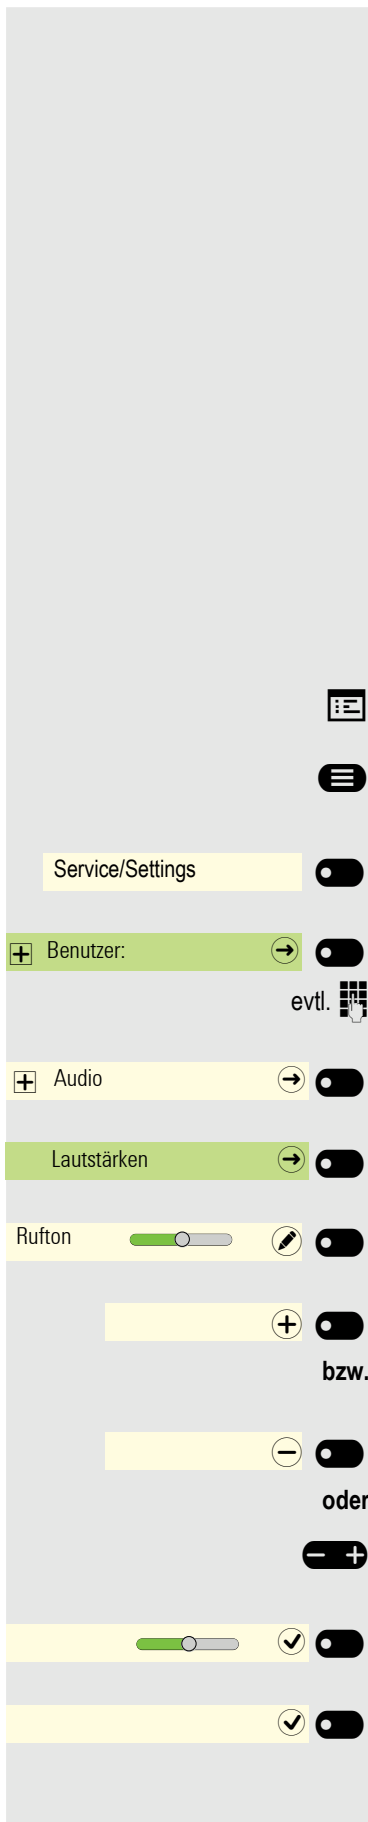 Service/Settings
Benutzer:
evtl.
Audio
Lautstärken
Rufton
bzw.
oder